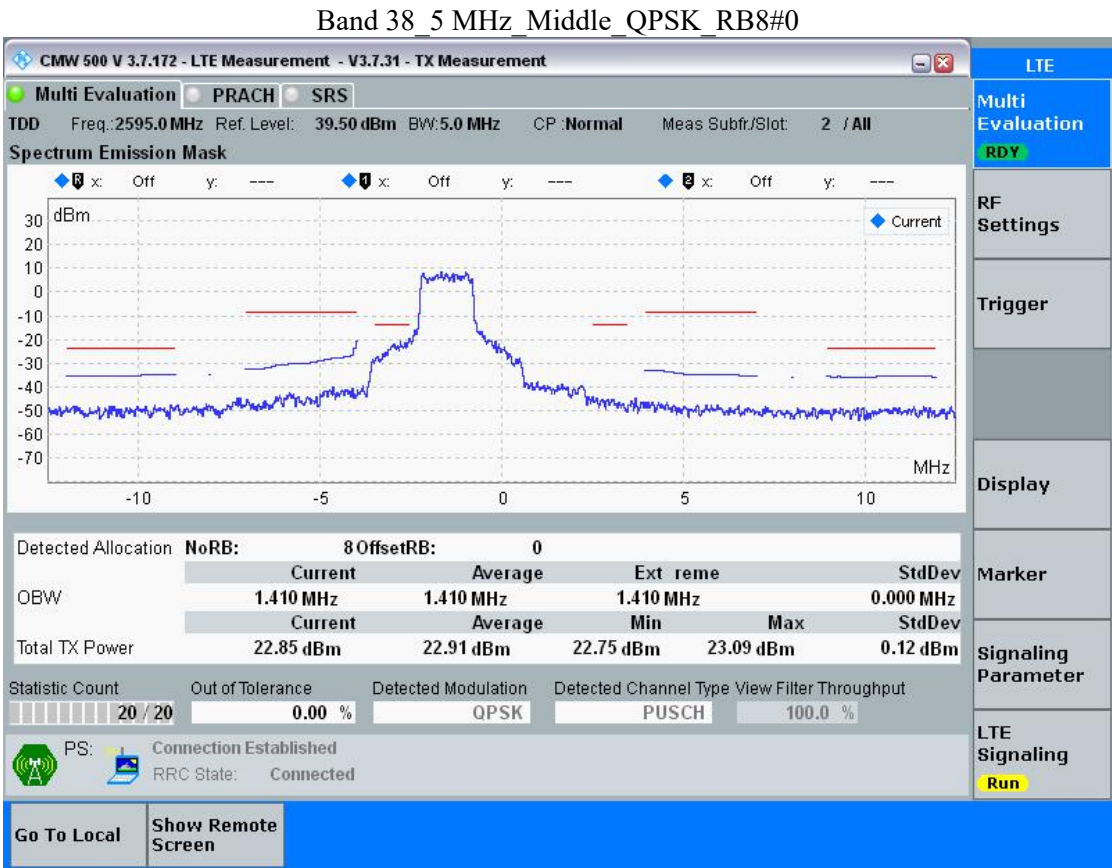 Band 38_5 MHz_Middle_QPSK_RB8#0
CMW 500 V 3.7.172 - LTE Measurement - V3.7.31 - TX Measurement
LTE
Multi Evaluation PRACH SRS
Multi Evaluation
RDY
TDD Freq.:2595.0 MHz Ref. Level: 39.50 dBm BW:5.0 MHz CP :Normal Meas Subfr./Slot: 2 / All
Spectrum Emission Mask
R x: Off y: --- 1 x: Off y: --- 2 x: Off y: ---
dBm
Current
30
20
10
0
-10
-20
-30
-40
-50
-60
-70
MHz
-10 -5 0 5 10
RF
Settings
Trigger
Display
Marker
Signaling
Parameter
LTE
Signaling
Run
Detected Allocation NoRB: 8 OffsetRB: 0
Current Average Ext reme StdDev
OBW 1.410 MHz 1.410 MHz 1.410 MHz 0.000 MHz
Current Average Min Max StdDev
Total TX Power 22.85 dBm 22.91 dBm 22.75 dBm 23.09 dBm 0.12 dBm
Statistic Count Out of Tolerance Detected Modulation Detected Channel Type View Filter Throughput
20 / 20 0.00 % QPSK PUSCH 100.0 %
PS: Connection Established
RRC State: Connected
Go To Local
Show Remote
Screen